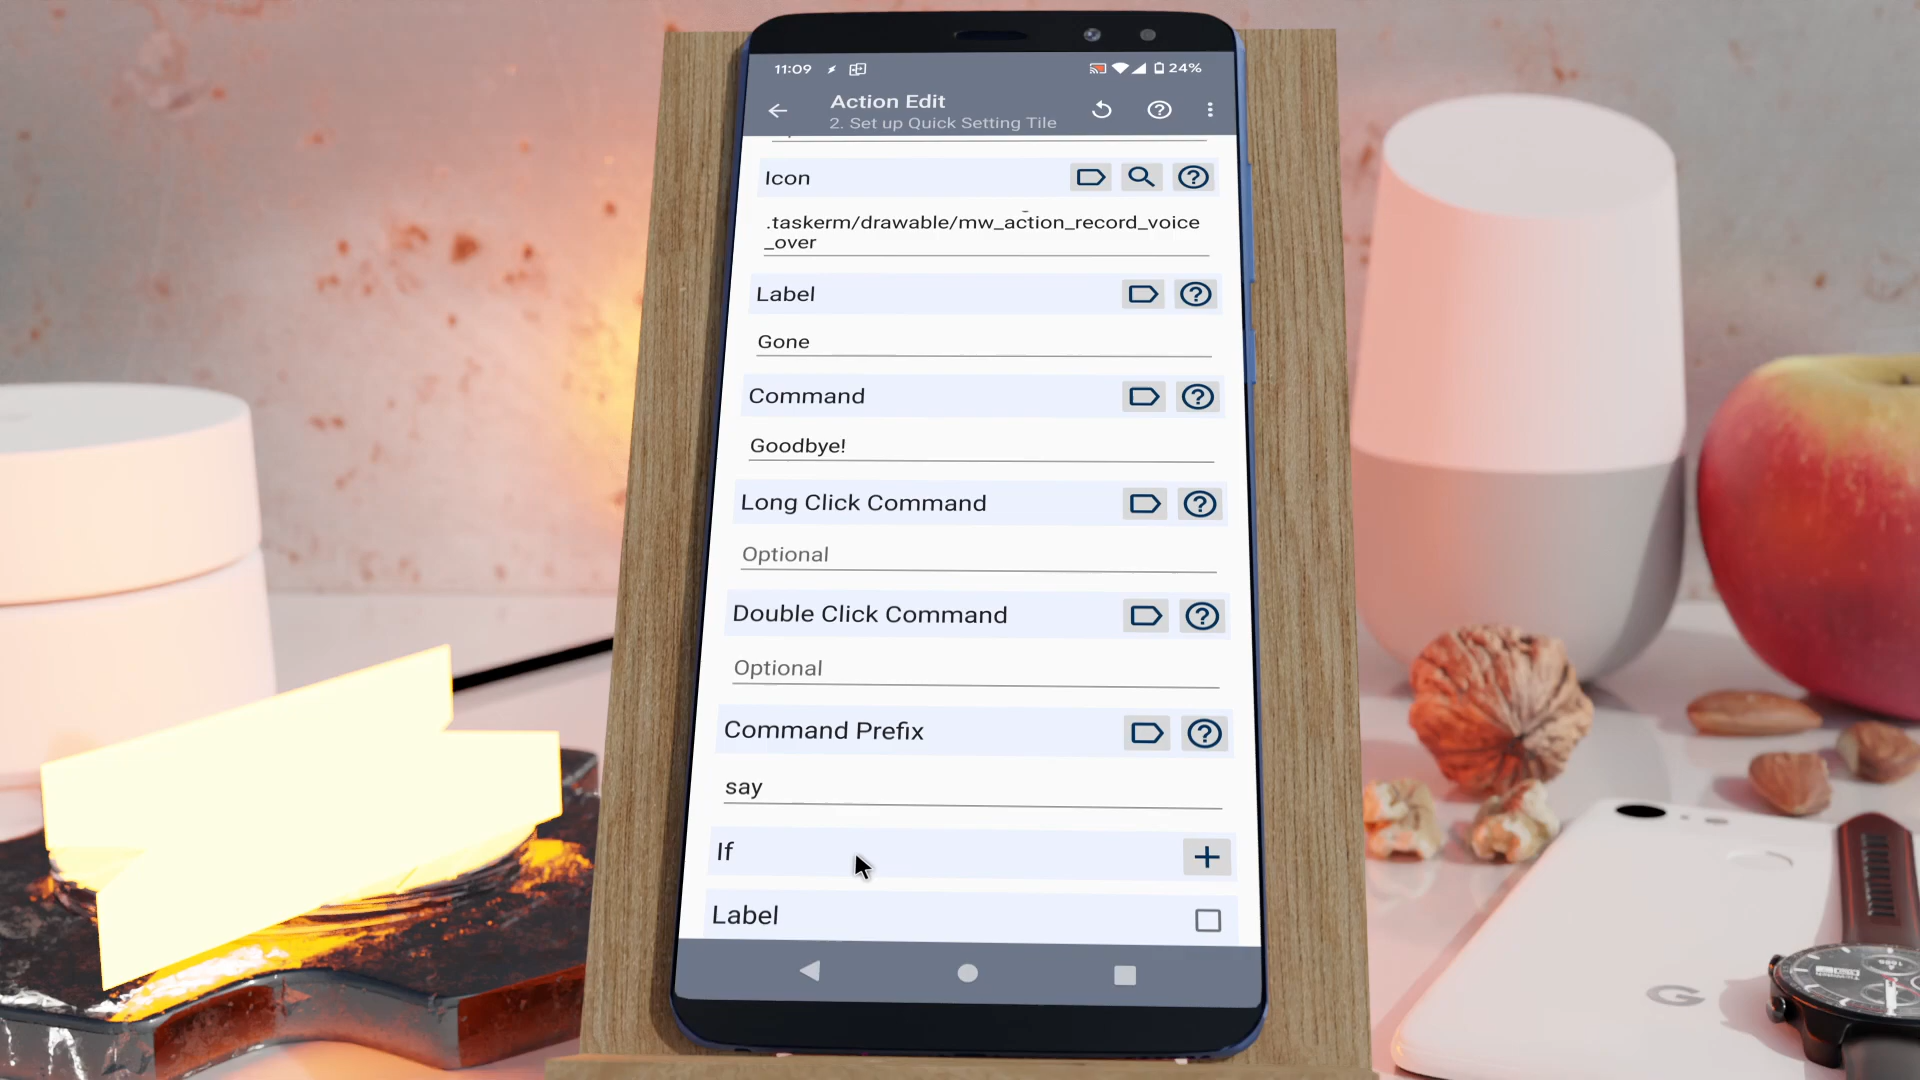 11:09
24%
Action Edit
2. Set up Quick Setting Tile
Icon
.taskerm/drawable/mw_action_record_voice
_over
Label
Gone
Command
Goodbye!
Long Click Command
Optional
Double Click Command
Optional
Command Prefix
say
If
Label
G